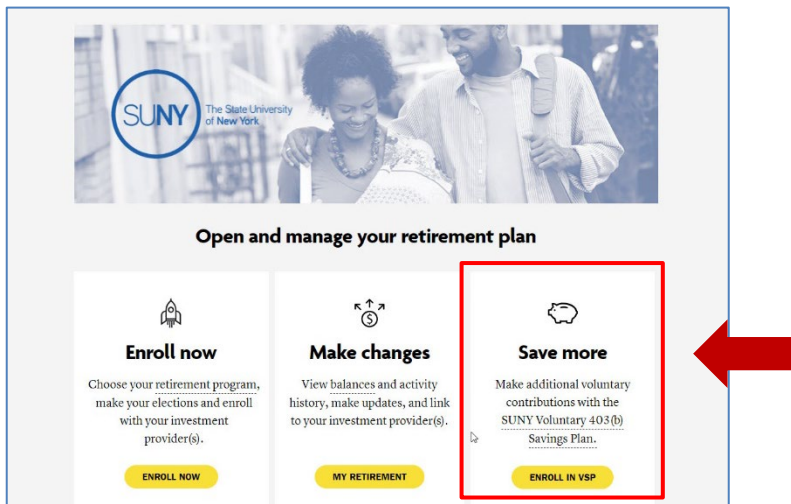 SUNY
The State University
of New York
Open and manage your retirement plan
Enroll now
Choose your retirement program,
make your elections and enroll
with your investment
provider(s).
ENROLL NOW
Make changes
View balances and activity
history, make updates, and link
to your investment provider(s).
MY RETIREMENT
Save more
Make additional voluntary
contributions with the
SUNY Voluntary 403(b)
Savings Plan.
ENROLL IN VSP